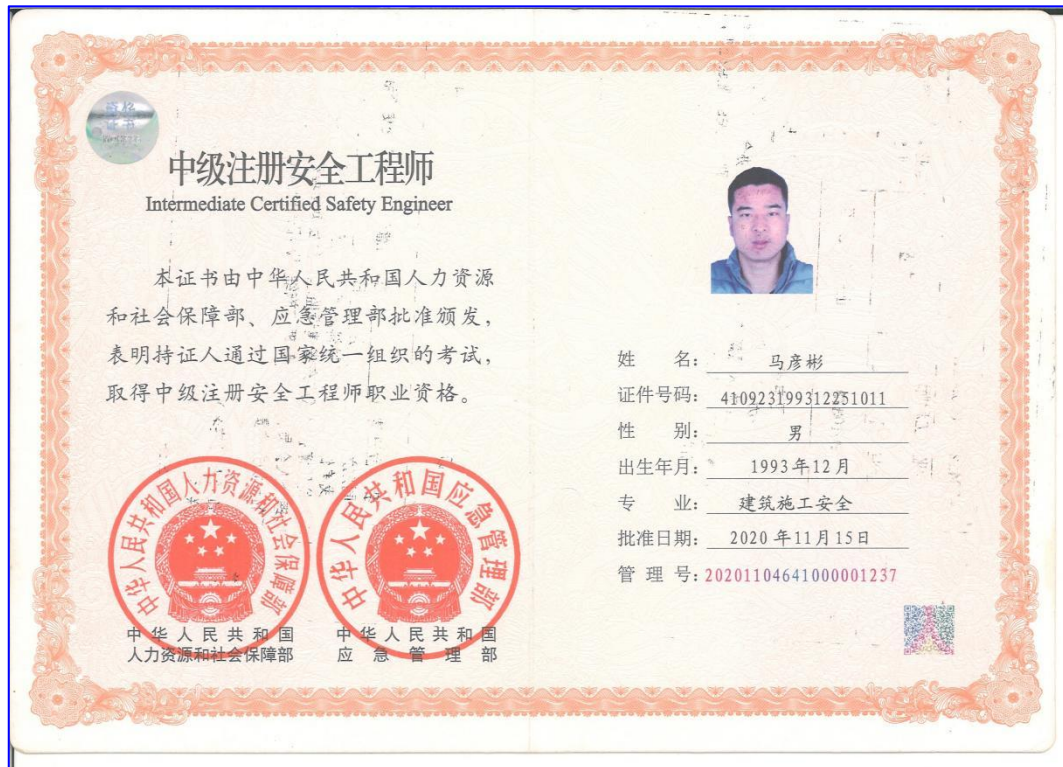 资格
证书
中级注册安全工程师
Intermediate Certified Safety Engineer
本证书由中华人民共和国人力资源
和社会保障部、应急管理部批准颁发，
表明持证人通过国家统一组织的考试，
取得中级注册安全工程师职业资格。
中华人民共和国人力资源和社会保障部
中华人民共和国应急管理部
中华人民共和国
人力资源和社会保障部
中华人民共和国
应急管理部
姓 名： 马彦彬
证件号码： 410923199312251011
性 别： 男
出生年月： 1993年12月
专 业： 建筑施工安全
批准日期： 2020年11月15日
管 理 号：20201104641000001237